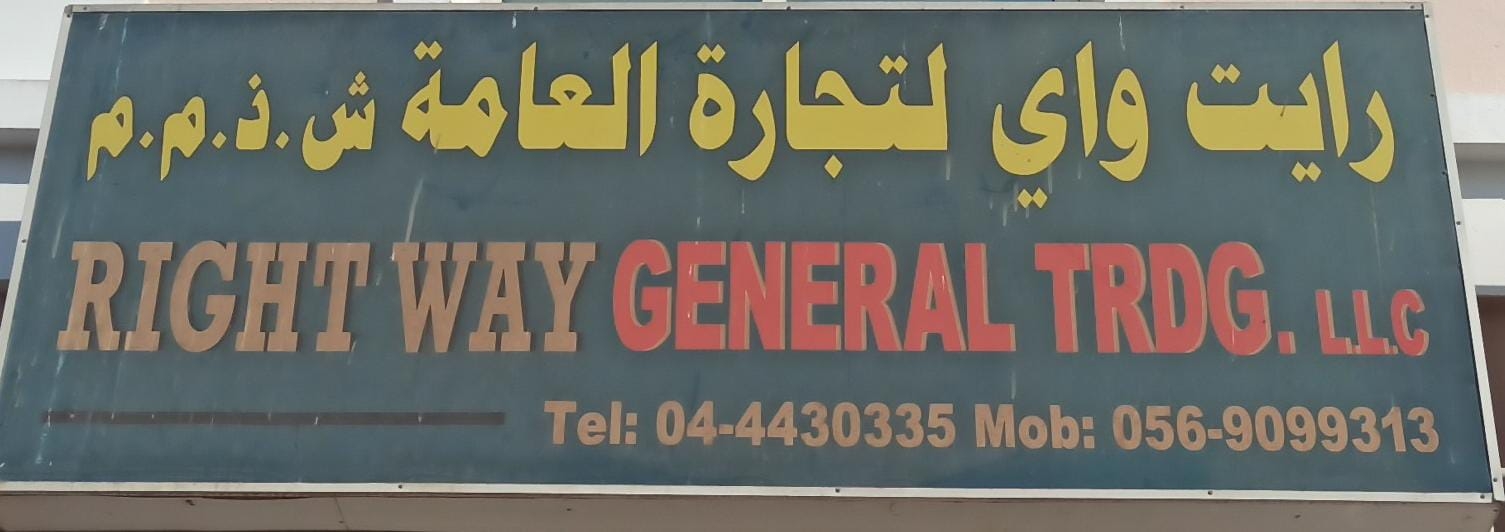 رايت واي لتجارة العامة ش.ذ.م.م
RIGHT WAY GENERAL TRDG. L.L.C
Tel: 04-4430335 Mob: 056-9099313